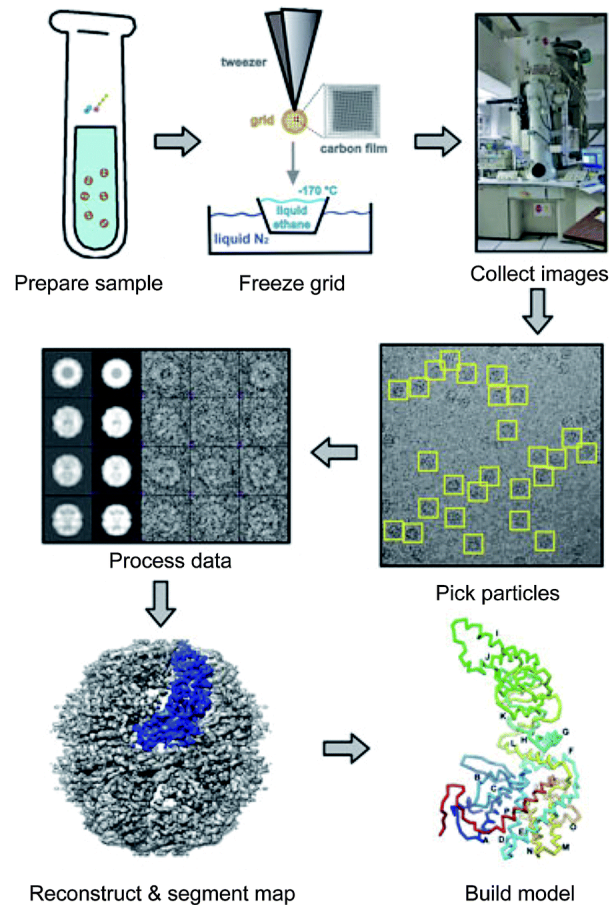 tweezer
grid
carbon film
-170 °C
liquid
ethane
liquid N₂
Prepare sample
Freeze grid
Collect images
Process data
Pick particles
I
J
K
G
H
L
F
B
C
P
A
D
E
O
N
M
Reconstruct & segment map
Build model